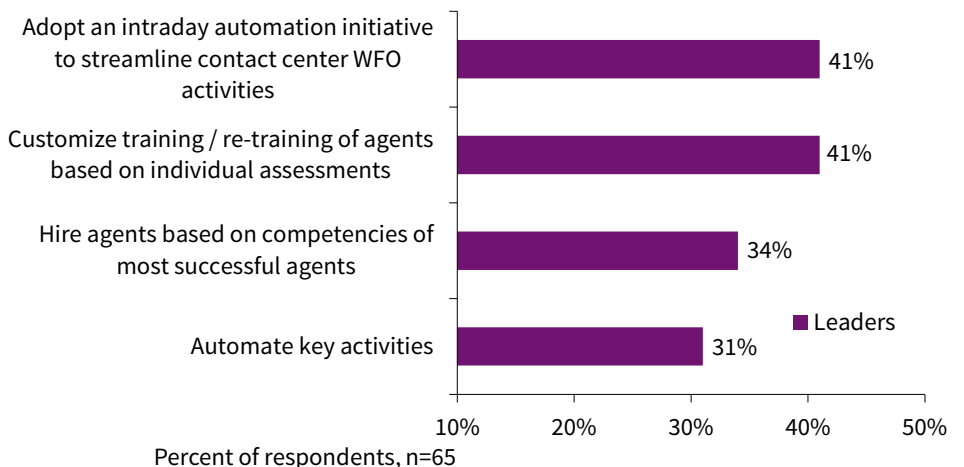 Adopt an intraday automation initiative
to streamline contact center WFO
activities
41%
Customize training / re-training of agents
based on individual assessments
41%
Hire agents based on competencies of
most successful agents
34%
Automate key activities
31%
Leaders
10% 20% 30% 40% 50%
Percent of respondents, n=65